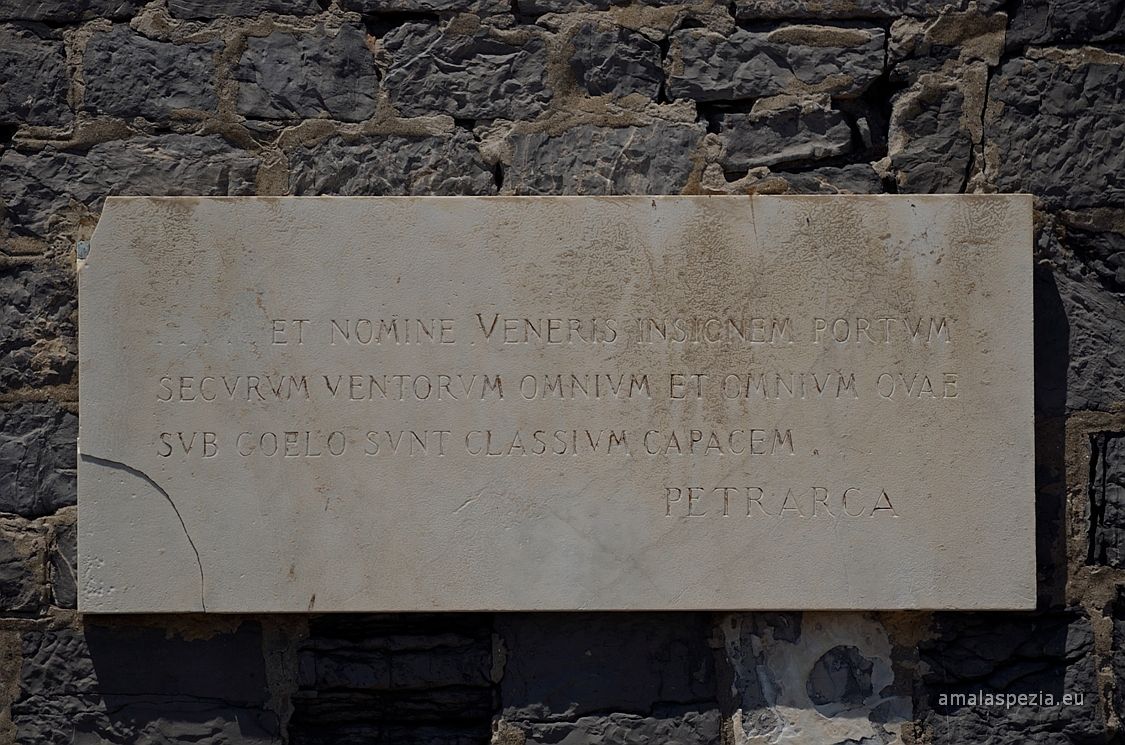 ET NOMINE VENERIS INSIGNEM PORTVM
SECVRVM VENTORVM OMNIVM ET OMNIVM QVAE
SVB COELO SVNT CLASSIVM CAPACEM .
PETRARCA
amalaspezia.eu